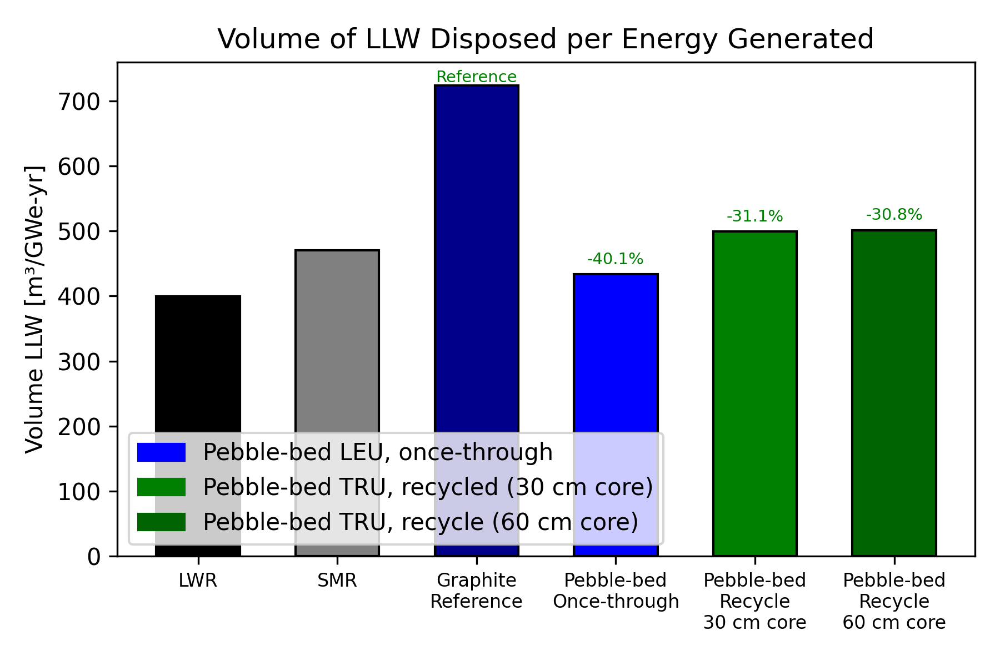 Volume of LLW Disposed per Energy Generated
Volume LLW [m³/GWe-yr]
700
600
500
400
300
200
100
0
Reference
-40.1%
-31.1%
-30.8%
Pebble-bed LEU, once-through
Pebble-bed TRU, recycled (30 cm core)
Pebble-bed TRU, recycle (60 cm core)
LWR
SMR
Graphite
Reference
Pebble-bed
Once-through
Pebble-bed
Recycle
30 cm core
Pebble-bed
Recycle
60 cm core